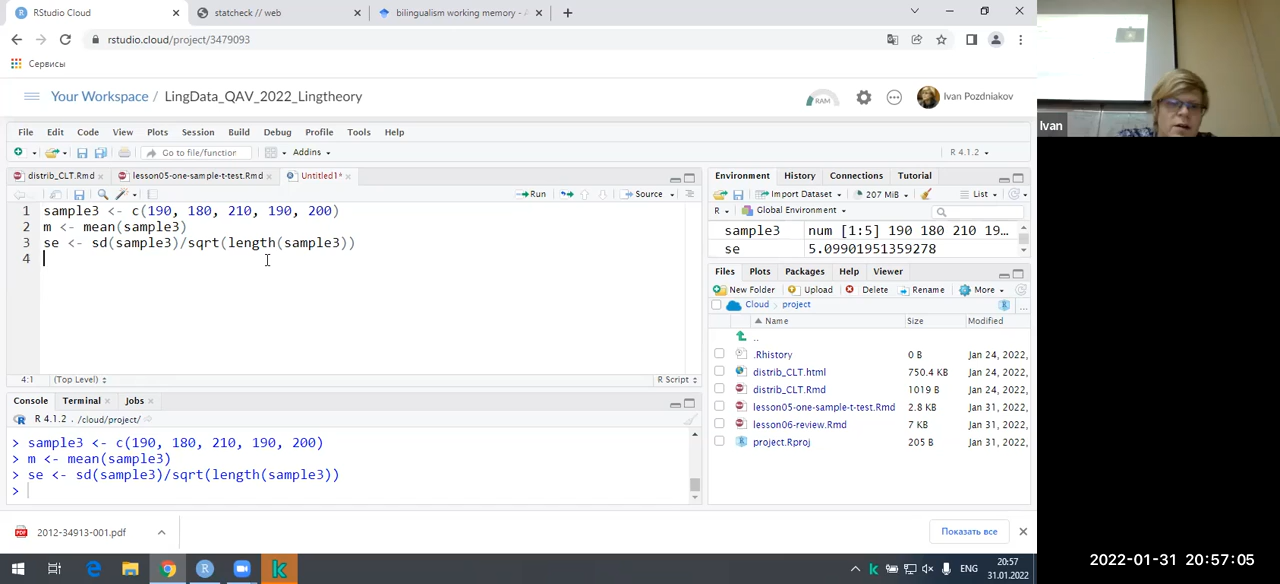 RStudio Cloud
statcheck // web
bilingualism working memory - A
rstudio.cloud/project/3479093
Сервисы
Your Workspace / LingData_QAV_2022_Lingtheory
RAM
Ivan Pozdniakov
File Edit Code View Plots Session Build Debug Profile Tools Help
Go to file/function
Addins
R 4.1.2
distrib_CLT.Rmd
lesson05-one-sample-t-test.Rmd
Untitled1*
Run
Source
1 sample3 <- c(190, 180, 210, 190, 200)
2 m <- mean(sample3)
3 se <- sd(sample3)/sqrt(length(sample3))
4
4:1 (Top Level)
R Script
Console Terminal Jobs
R 4.1.2 . /cloud/project/
> sample3 <- c(190, 180, 210, 190, 200)
> m <- mean(sample3)
> se <- sd(sample3)/sqrt(length(sample3))
>
Environment History Connections Tutorial
Import Dataset
207 MiB
List
R
Global Environment
sample3 num [1:5] 190 180 210 19...
se 5.09901951359278
Files Plots Packages Help Viewer
New Folder Upload Delete Rename More
Cloud project
Name Size Modified
..
.Rhistory 0 B Jan 24, 2022,
distrib_CLT.html 750.4 KB Jan 24, 2022,
distrib_CLT.Rmd 1019 B Jan 24, 2022,
lesson05-one-sample-t-test.Rmd 2.8 KB Jan 31, 2022,
lesson06-review.Rmd 7 KB Jan 31, 2022,
project.Rproj 205 B Jan 31, 2022,
2012-34913-001.pdf
Показать все
ENG
20:57
31.01.2022
Ivan
2022-01-31 20:57:05